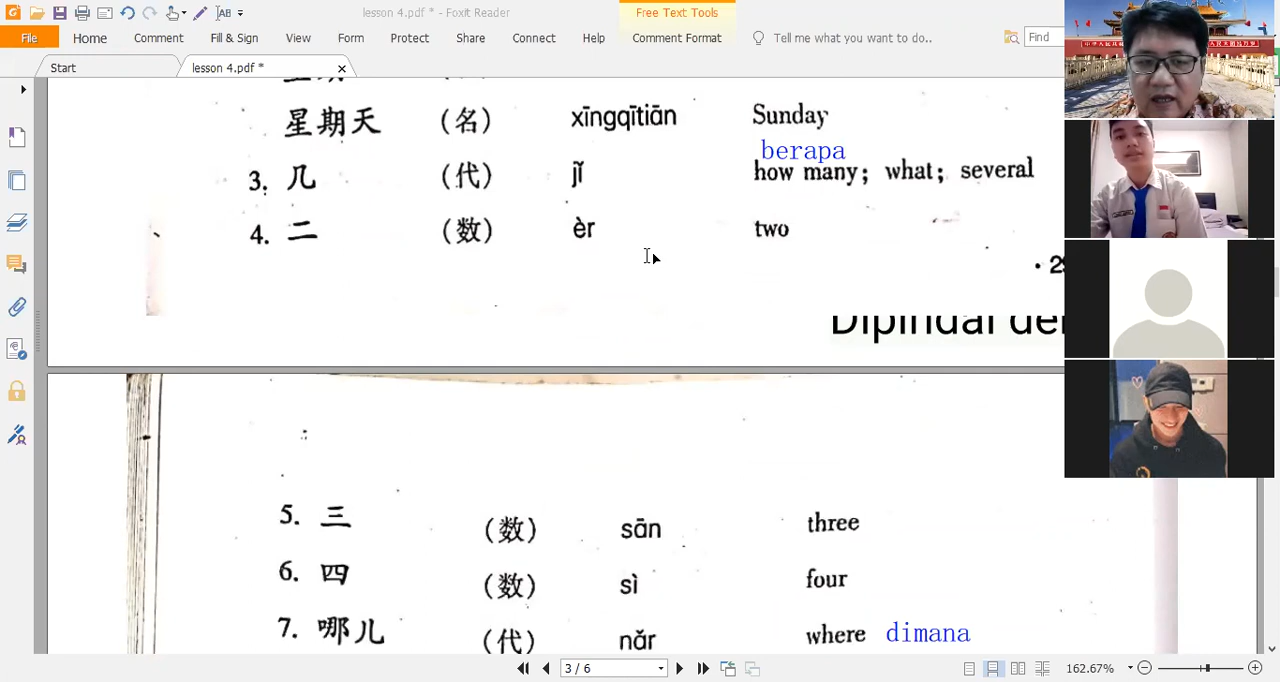 lesson 4.pdf * - Foxit Reader
Free Text Tools
File Home Comment Fill & Sign View Form Protect Share Connect Help Comment Format Tell me what you want to do.. Find
Start lesson 4.pdf *
星期天 （名） xīngqītiān Sunday
berapa
3. 几 （代） jǐ how many; what; several
4. 二 （数） èr two
Dipindai
5. 三 （数） sān three
6. 四 （数） sì four
7. 哪儿 （代） nǎr where dimana
3 / 6 162.67%